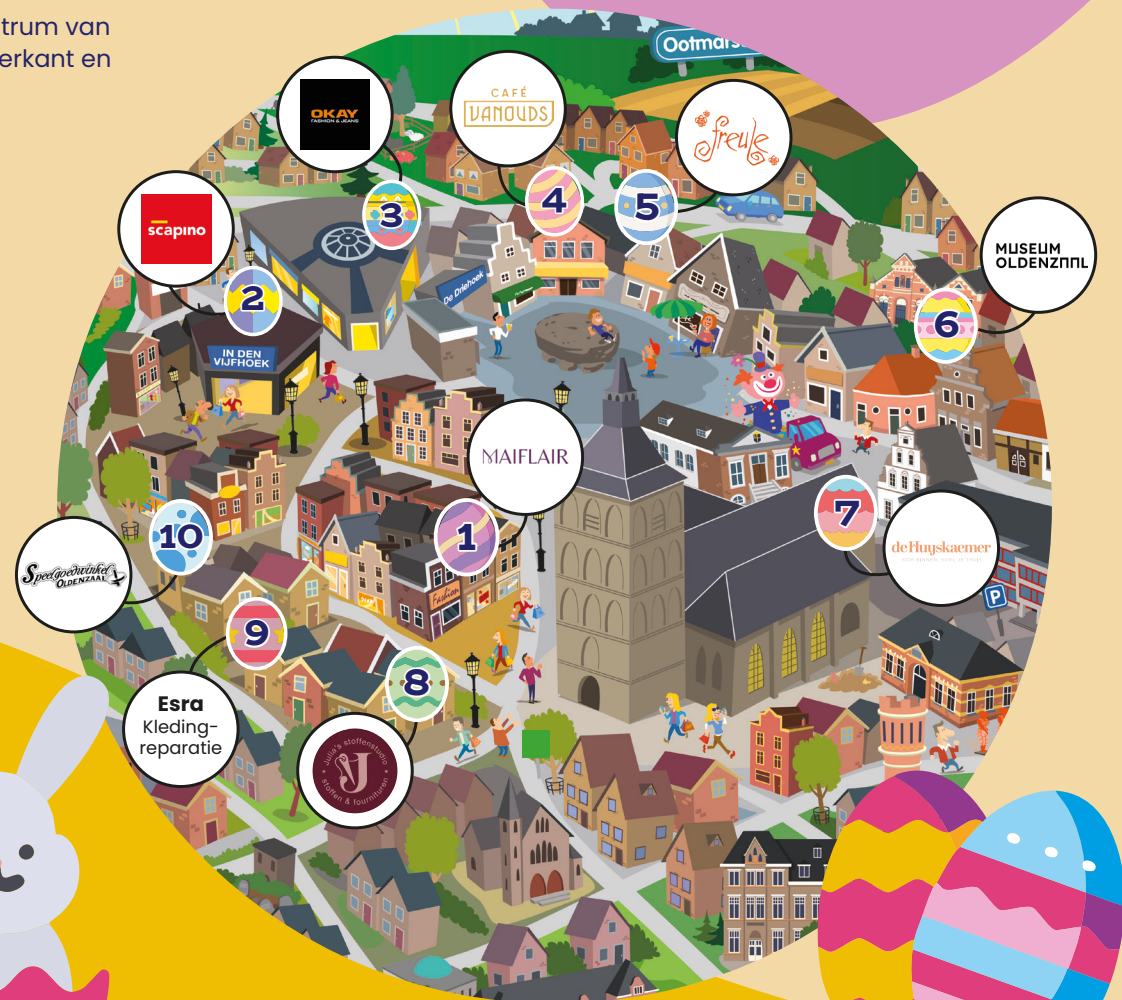 trum van
erkant en
Ootmars
OKAY
FASHION & JEANS
CAFÉ
VANOUDS
freule
scapino
MUSEUM
OLDENZAAL
3
4
5
2
6
De Driehoek
IN DEN
VIJFHOEK
MAIFLAIR
1
7
10
Speelgoedwinkel
OLDENZAAL
deHuyskaemer
P
Fashion
9
8
Esra
Kleding-
reparatie
Julia's stoffenstudio
J
stoffen & fournituren